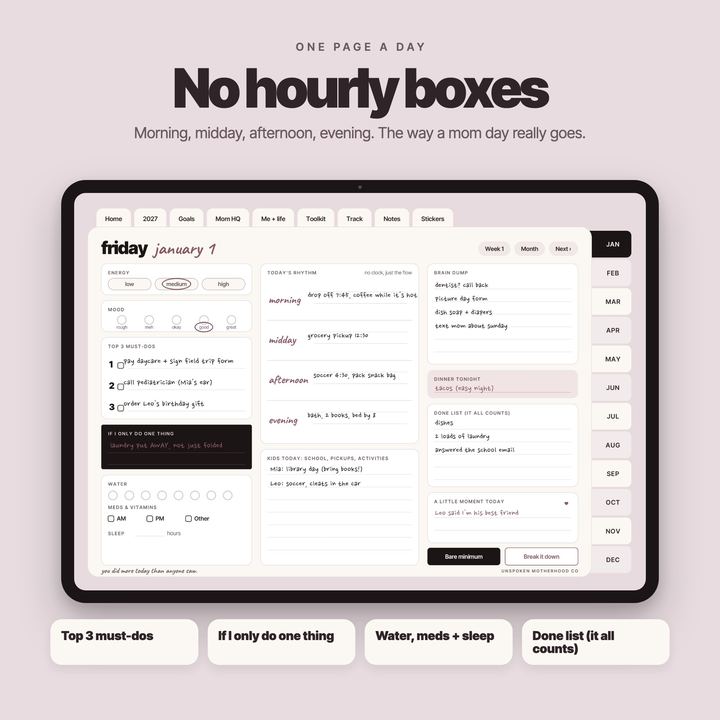 ONE PAGE A DAY
No hourly boxes
Morning, midday, afternoon, evening. The way a mom day really goes.
Home 2027 Goals Mom HQ Me + life Toolkit Track Notes Stickers
friday january 1
Week 1 Month Next ›
ENERGY
low medium high
MOOD
rough meh okay good great
TOP 3 MUST-DOS
1 pay daycare + sign field trip form
2 call pediatrician (Mia's ear)
3 order Leo's birthday gift
IF I ONLY DO ONE THING
laundry put AWAY, not just folded
WATER
MEDS & VITAMINS
AM PM Other
SLEEP hours
you did more today than anyone saw.
TODAY'S RHYTHM no clock, just the flow
morning drop off 7:45, coffee while it's hot
midday grocery pickup 12:30
afternoon soccer 4:30, pack snack bag
evening bath, 2 books, bed by 8
KIDS TODAY: SCHOOL, PICKUPS, ACTIVITIES
Mia: library day (bring books!)
Leo: soccer, cleats in the car
BRAIN DUMP
dentist? call back
picture day form
dish soap + diapers
text mom about sunday
DINNER TONIGHT
tacos (easy night)
DONE LIST (IT ALL COUNTS)
dishes
2 loads of laundry
answered the school email
A LITTLE MOMENT TODAY
Leo said i'm his best friend
Bare minimum Break it down
UNSPOKEN MOTHERHOOD CO
JAN
FEB
MAR
APR
MAY
JUN
JUL
AUG
SEP
OCT
NOV
DEC
Top 3 must-dos
If I only do one thing
Water, meds + sleep
Done list (it all
counts)